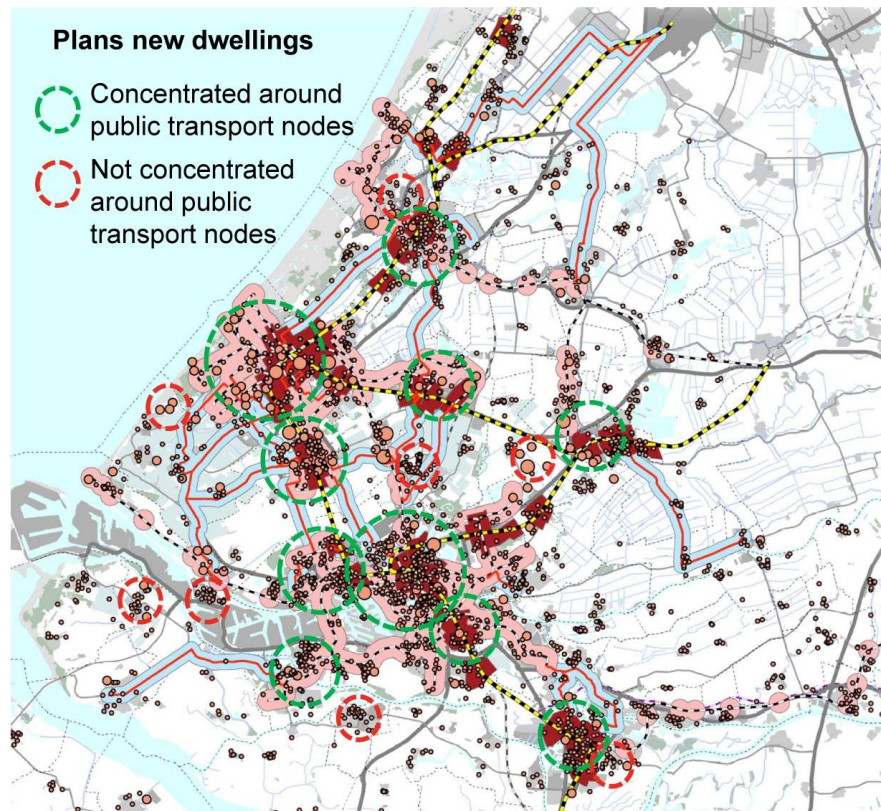 Plans new dwellings
Concentrated around
public transport nodes
Not concentrated
around public
transport nodes